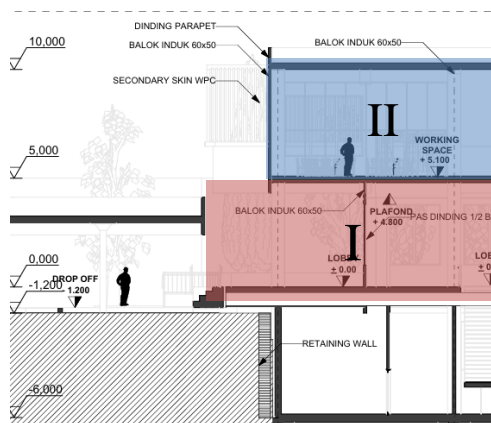 DINDING PARAPET
10,000
BALOK INDUK 60x50
BALOK INDUK 60x50
SECONDARY SKIN WPC
II
WORKING
SPACE
+ 5.100
5,000
BALOK INDUK 60x50
PLAFOND
+ 4.800
PAS DINDING 1/2 B
I
0,000
LOBBY
± 0.00
LOB
± 0.0
DROP OFF
1.200
-1,200
RETAINING WALL
-6,000